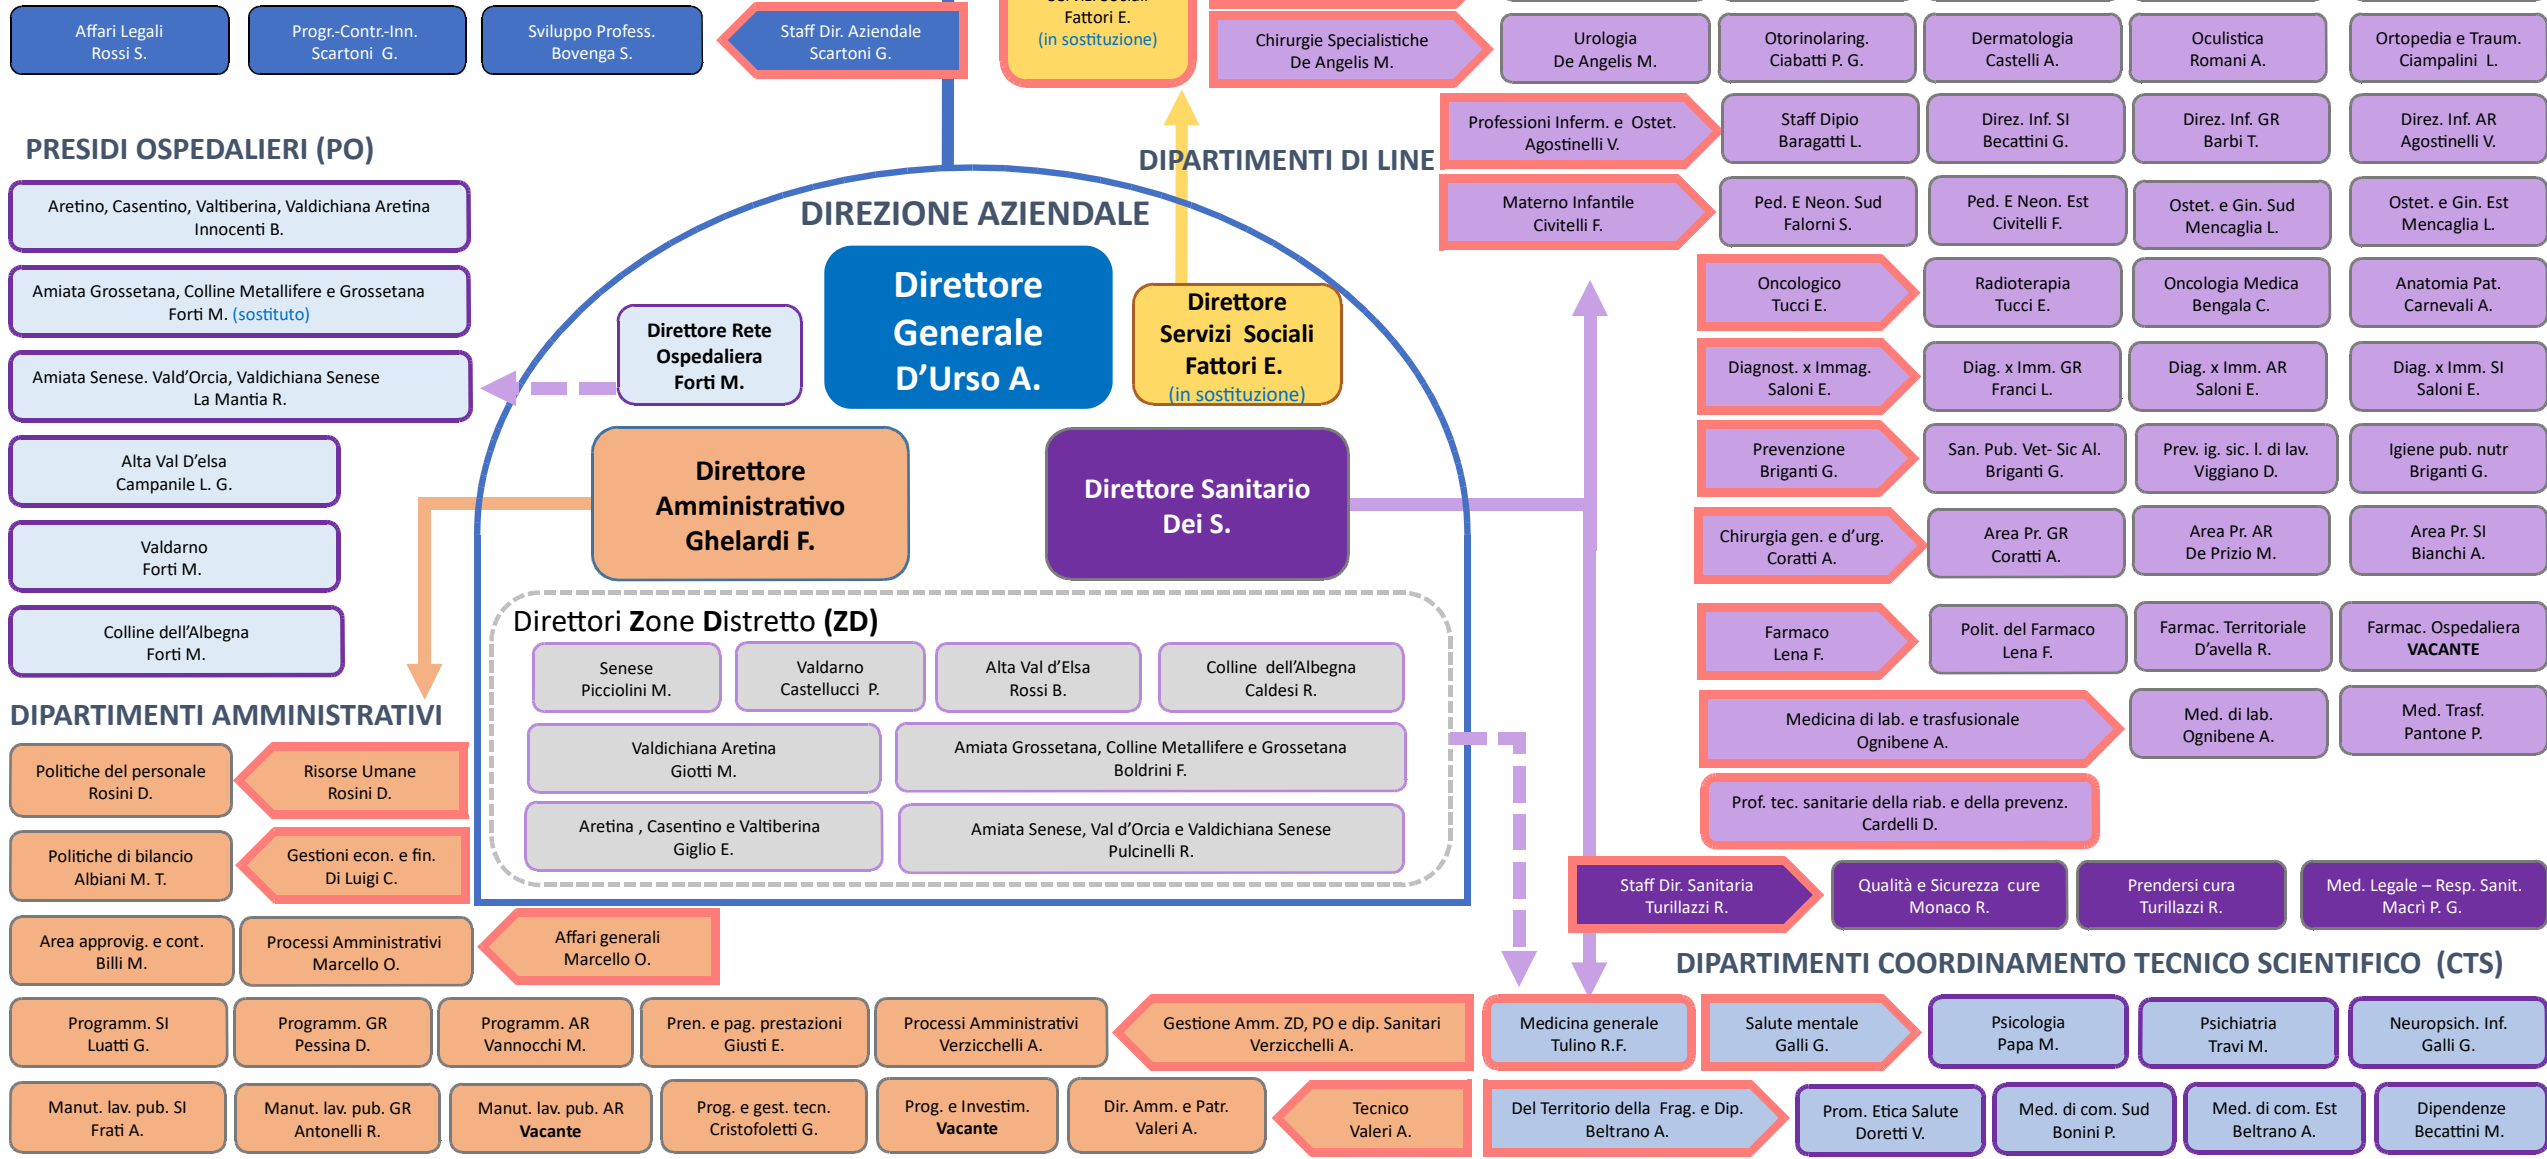 Affari Legali
Rossi S.
Progr.-Contr.-Inn.
Scartoni G.
Sviluppo Profess.
Bovenga S.
Staff Dir. Aziendale
Scartoni G.
Fattori E.
(in sostituzione)
Chirurgie Specialistiche
De Angelis M.
Urologia
De Angelis M.
Otorinolaring.
Ciabatti P. G.
Dermatologia
Castelli A.
Oculistica
Romani A.
Ortopedia e Traum.
Ciampalini L.
Professioni Inferm. e Ostet.
Agostinelli V.
Staff Dipio
Baragatti L.
Direz. Inf. SI
Becattini G.
Direz. Inf. GR
Barbi T.
Direz. Inf. AR
Agostinelli V.
DIPARTIMENTI DI LINE
Materno Infantile
Civitelli F.
Ped. E Neon. Sud
Falorni S.
Ped. E Neon. Est
Civitelli F.
Ostet. e Gin. Sud
Mencaglia L.
Ostet. e Gin. Est
Mencaglia L.
Oncologico
Tucci E.
Radioterapia
Tucci E.
Oncologia Medica
Bengala C.
Anatomia Pat.
Carnevali A.
Diagnost. x Immag.
Saloni E.
Diag. x Imm. GR
Franci L.
Diag. x Imm. AR
Saloni E.
Diag. x Imm. SI
Saloni E.
Prevenzione
Briganti G.
San. Pub. Vet- Sic Al.
Briganti G.
Prev. ig. sic. l. di lav.
Viggiano D.
Igiene pub. nutr
Briganti G.
Chirurgia gen. e d'urg.
Coratti A.
Area Pr. GR
Coratti A.
Area Pr. AR
De Prizio M.
Area Pr. SI
Bianchi A.
Farmaco
Lena F.
Polit. del Farmaco
Lena F.
Farmac. Territoriale
D'avella R.
Farmac. Ospedaliera
VACANTE
Medicina di lab. e trasfusionale
Ognibene A.
Med. di lab.
Ognibene A.
Med. Trasf.
Pantone P.
Prof. tec. sanitarie della riab. e della prevenz.
Cardelli D.
Staff Dir. Sanitaria
Turillazzi R.
Qualità e Sicurezza cure
Monaco R.
Prendersi cura
Turillazzi R.
Med. Legale – Resp. Sanit.
Macrì P. G.
PRESIDI OSPEDALIERI (PO)
Aretino, Casentino, Valtiberina, Valdichiana Aretina
Innocenti B.
Amiata Grossetana, Colline Metallifere e Grossetana
Forti M. (sostituto)
Amiata Senese. Vald'Orcia, Valdichiana Senese
La Mantia R.
Alta Val D'elsa
Campanile L. G.
Valdarno
Forti M.
Colline dell'Albegna
Forti M.
DIREZIONE AZIENDALE
Direttore
Generale
D'Urso A.
Direttore Rete
Ospedaliera
Forti M.
Direttore
Servizi Sociali
Fattori E.
(in sostituzione)
Direttore
Amministrativo
Ghelardi F.
Direttore Sanitario
Dei S.
Direttori Zone Distretto (ZD)
Senese
Picciolini M.
Valdarno
Castellucci P.
Alta Val d'Elsa
Rossi B.
Colline dell'Albegna
Caldesi R.
Valdichiana Aretina
Giotti M.
Amiata Grossetana, Colline Metallifere e Grossetana
Boldrini F.
Aretina , Casentino e Valtiberina
Giglio E.
Amiata Senese, Val d'Orcia e Valdichiana Senese
Pulcinelli R.
DIPARTIMENTI AMMINISTRATIVI
Politiche del personale
Rosini D.
Risorse Umane
Rosini D.
Politiche di bilancio
Albiani M. T.
Gestioni econ. e fin.
Di Luigi C.
Area approvig. e cont.
Billi M.
Processi Amministrativi
Marcello O.
Affari generali
Marcello O.
Programm. SI
Luatti G.
Programm. GR
Pessina D.
Programm. AR
Vannocchi M.
Pren. e pag. prestazioni
Giusti E.
Processi Amministrativi
Verzicchelli A.
Gestione Amm. ZD, PO e dip. Sanitari
Verzicchelli A.
Manut. lav. pub. SI
Frati A.
Manut. lav. pub. GR
Antonelli R.
Manut. lav. pub. AR
Vacante
Prog. e gest. tecn.
Cristofoletti G.
Prog. e Investim.
Vacante
Dir. Amm. e Patr.
Valeri A.
Tecnico
Valeri A.
DIPARTIMENTI COORDINAMENTO TECNICO SCIENTIFICO (CTS)
Medicina generale
Tulino R.F.
Salute mentale
Galli G.
Psicologia
Papa M.
Psichiatria
Travi M.
Neuropsich. Inf.
Galli G.
Del Territorio della Frag. e Dip.
Beltrano A.
Prom. Etica Salute
Doretti V.
Med. di com. Sud
Bonini P.
Med. di com. Est
Beltrano A.
Dipendenze
Becattini M.